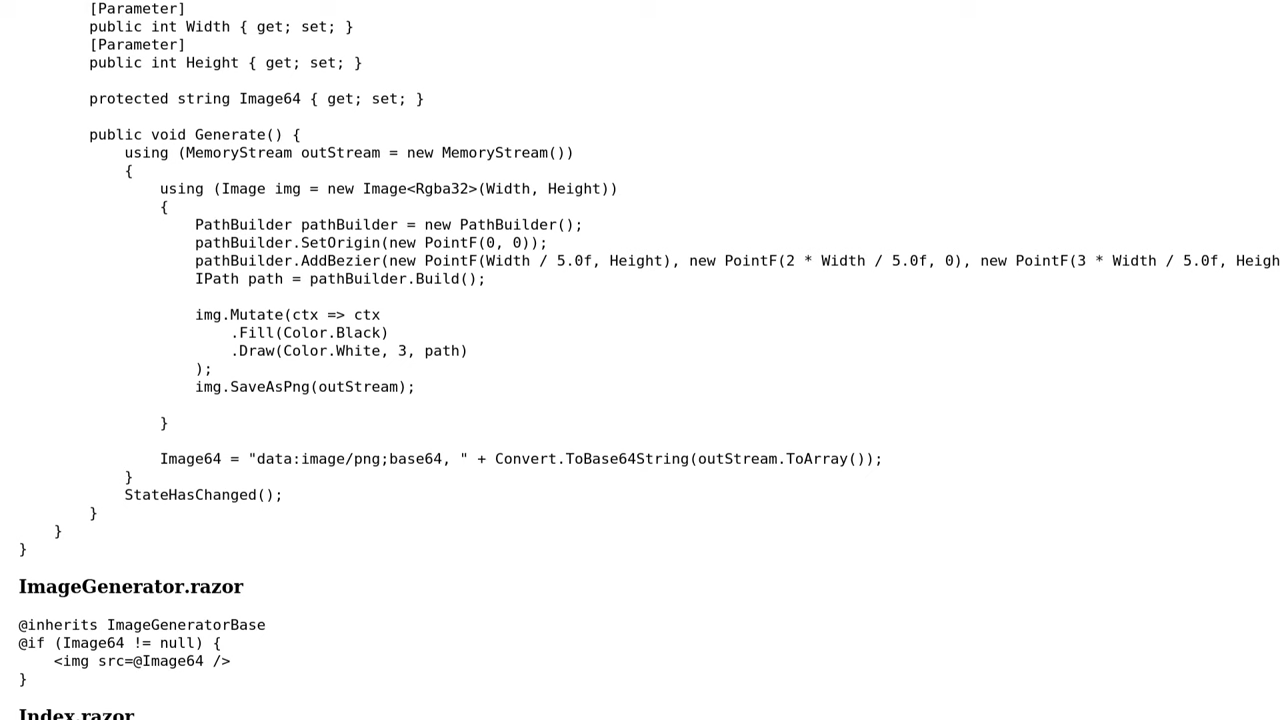 [Parameter]
public int Width { get; set; }
[Parameter]
public int Height { get; set; }
protected string Image64 { get; set; }
public void Generate() {
using (MemoryStream outStream = new MemoryStream())
{
using (Image img = new Image<Rgba32>(Width, Height))
{
PathBuilder pathBuilder = new PathBuilder();
pathBuilder.SetOrigin(new PointF(0, 0));
pathBuilder.AddBezier(new PointF(Width / 5.0f, Height), new PointF(2 * Width / 5.0f, 0), new PointF(3 * Width / 5.0f, Heigh
IPath path = pathBuilder.Build();
img.Mutate(ctx => ctx
.Fill(Color.Black)
.Draw(Color.White, 3, path)
);
img.SaveAsPng(outStream);
}
Image64 = "data:image/png;base64, " + Convert.ToBase64String(outStream.ToArray());
}
StateHasChanged();
}
}
}
ImageGenerator.razor
@inherits ImageGeneratorBase
@if (Image64 != null) {
<img src=@Image64 />
}
Index.razor